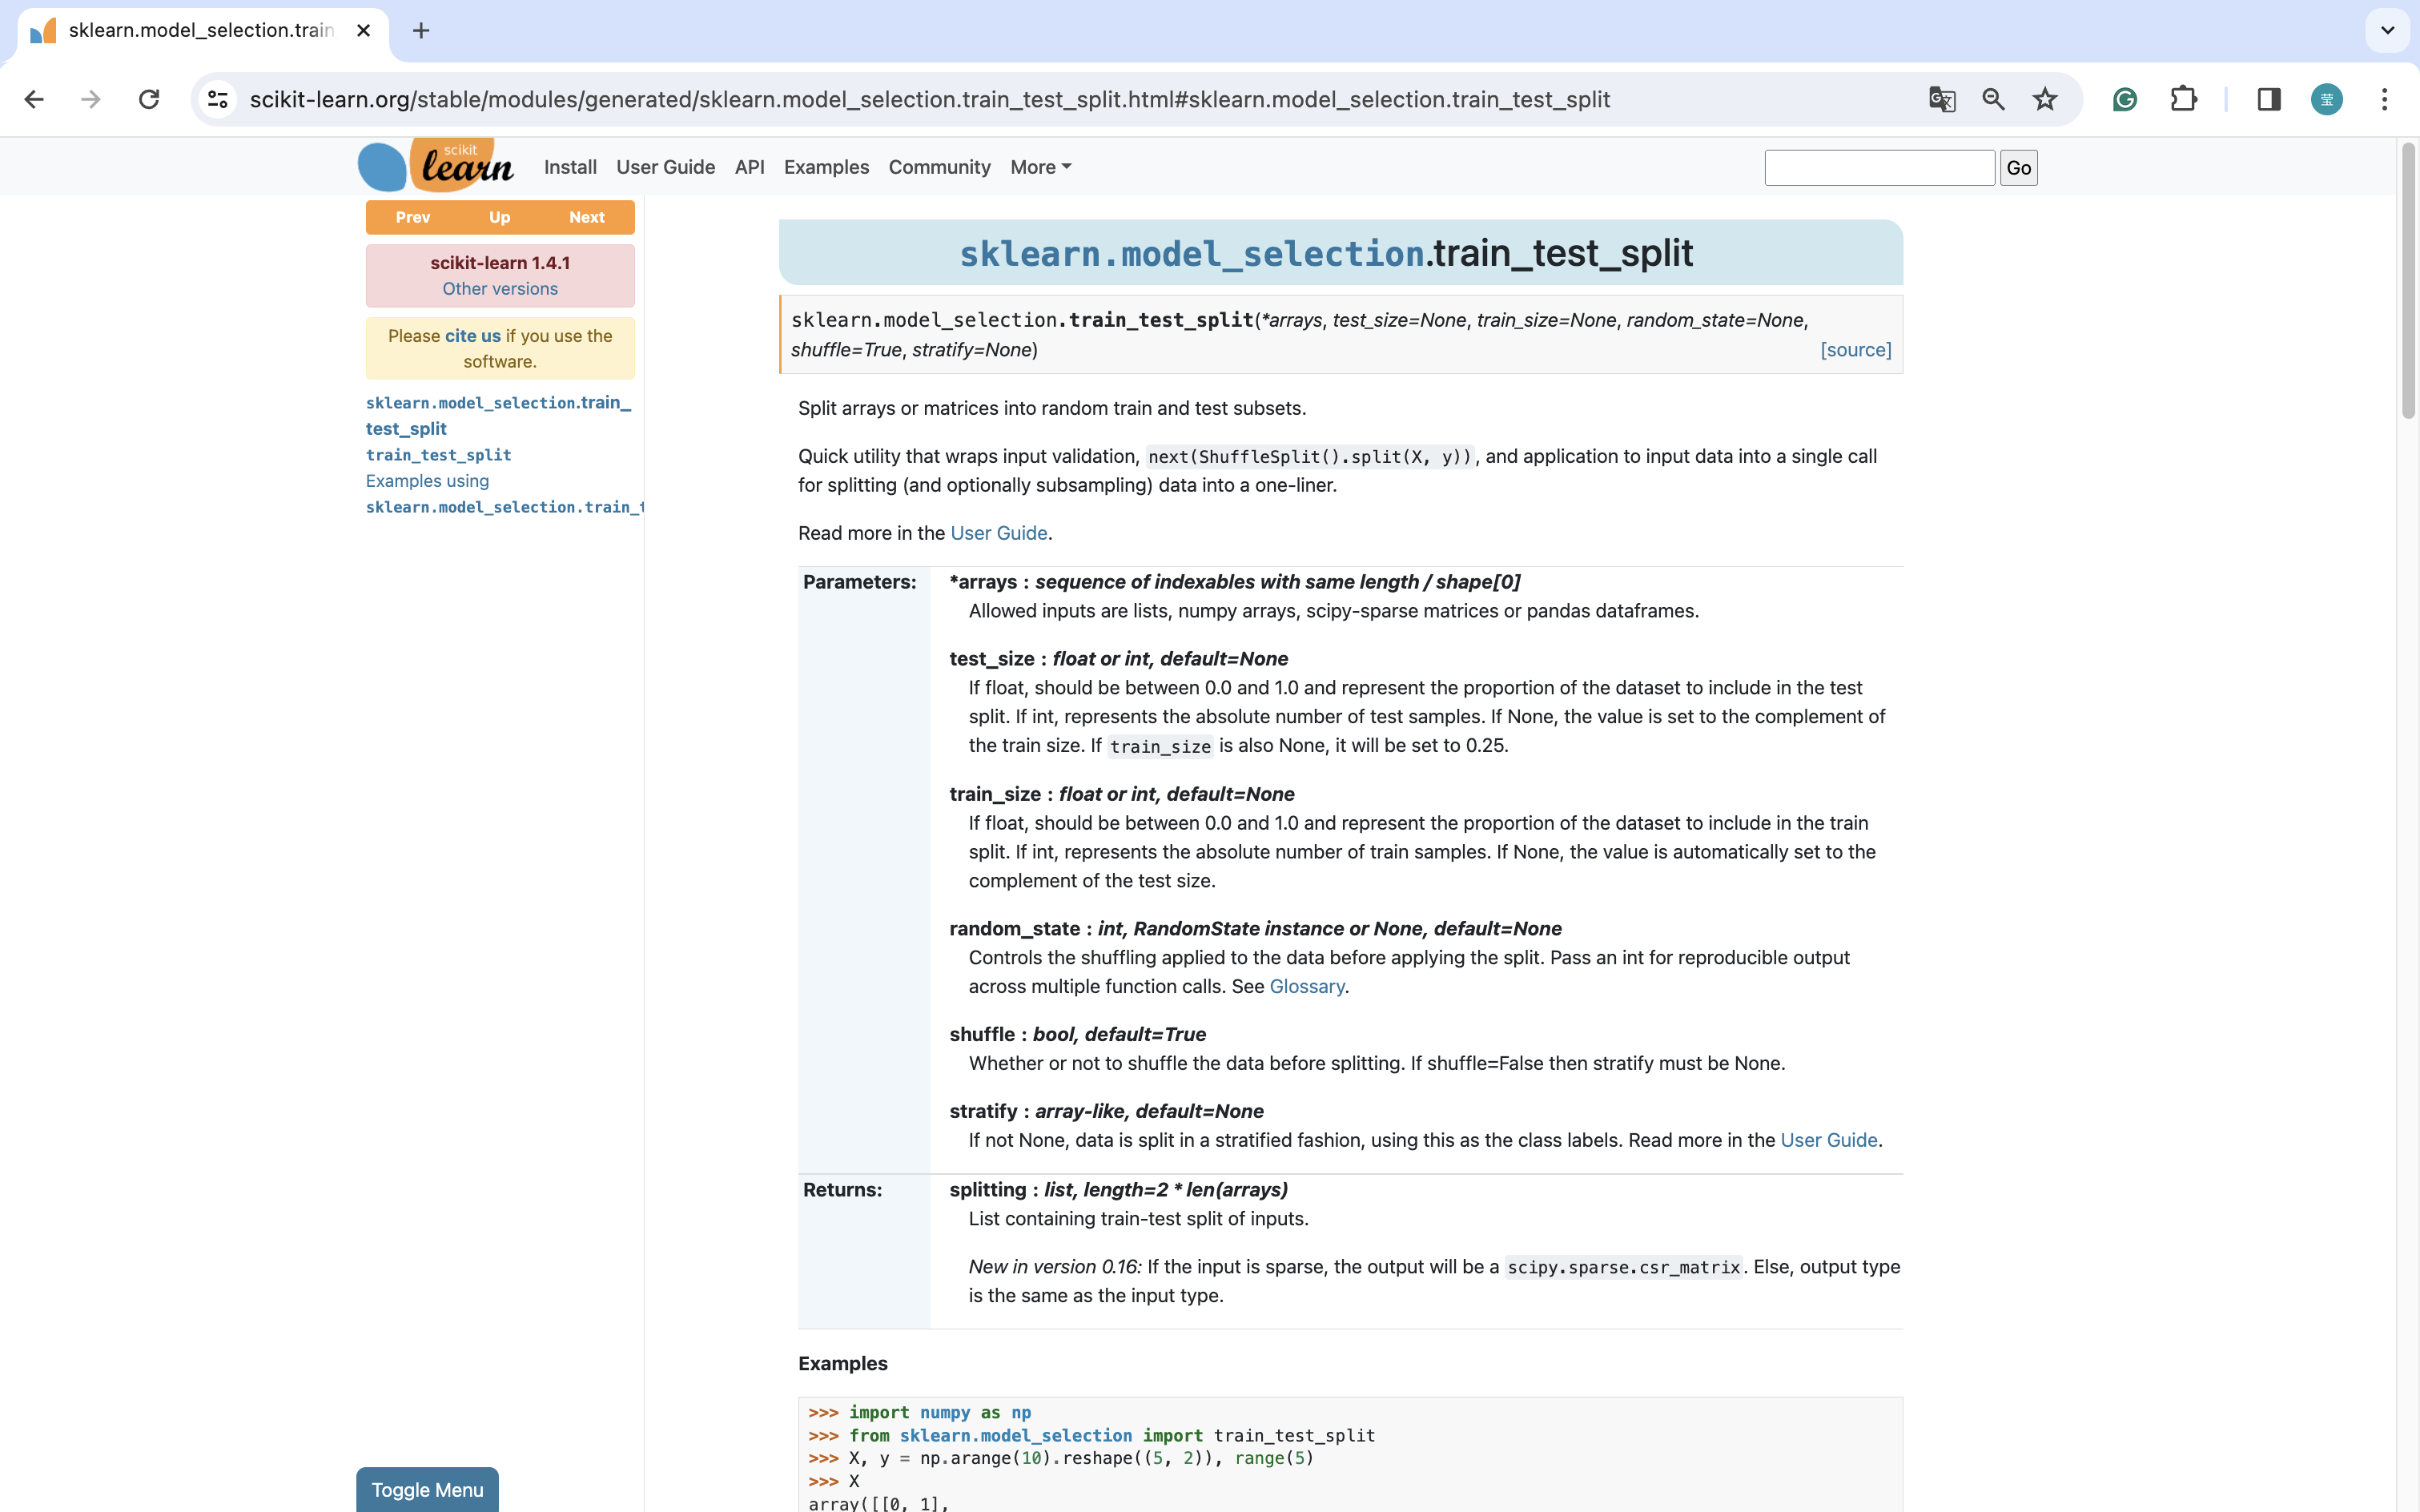 sklearn.model_selection.train
scikit-learn.org/stable/modules/generated/sklearn.model_selection.train_test_split.html#sklearn.model_selection.train_test_split
莹
scikit
learn
Install User Guide API Examples Community More
Go
Prev Up Next
scikit-learn 1.4.1
Other versions
Please cite us if you use the
software.
sklearn.model_selection.train_
test_split
train_test_split
Examples using
sklearn.model_selection.train_t
Toggle Menu
sklearn.model_selection.train_test_split
sklearn.model_selection.train_test_split(*arrays, test_size=None, train_size=None, random_state=None,
shuffle=True, stratify=None) [source]
Split arrays or matrices into random train and test subsets.
Quick utility that wraps input validation, next(ShuffleSplit().split(X, y)), and application to input data into a single call
for splitting (and optionally subsampling) data into a one-liner.
Read more in the User Guide.
Parameters: *arrays : sequence of indexables with same length / shape[0]
Allowed inputs are lists, numpy arrays, scipy-sparse matrices or pandas dataframes.
test_size : float or int, default=None
If float, should be between 0.0 and 1.0 and represent the proportion of the dataset to include in the test
split. If int, represents the absolute number of test samples. If None, the value is set to the complement of
the train size. If train_size is also None, it will be set to 0.25.
train_size : float or int, default=None
If float, should be between 0.0 and 1.0 and represent the proportion of the dataset to include in the train
split. If int, represents the absolute number of train samples. If None, the value is automatically set to the
complement of the test size.
random_state : int, RandomState instance or None, default=None
Controls the shuffling applied to the data before applying the split. Pass an int for reproducible output
across multiple function calls. See Glossary.
shuffle : bool, default=True
Whether or not to shuffle the data before splitting. If shuffle=False then stratify must be None.
stratify : array-like, default=None
If not None, data is split in a stratified fashion, using this as the class labels. Read more in the User Guide.
Returns: splitting : list, length=2 * len(arrays)
List containing train-test split of inputs.
New in version 0.16: If the input is sparse, the output will be a scipy.sparse.csr_matrix. Else, output type
is the same as the input type.
Examples
>>> import numpy as np
>>> from sklearn.model_selection import train_test_split
>>> X, y = np.arange(10).reshape((5, 2)), range(5)
>>> X
array([[0, 1],